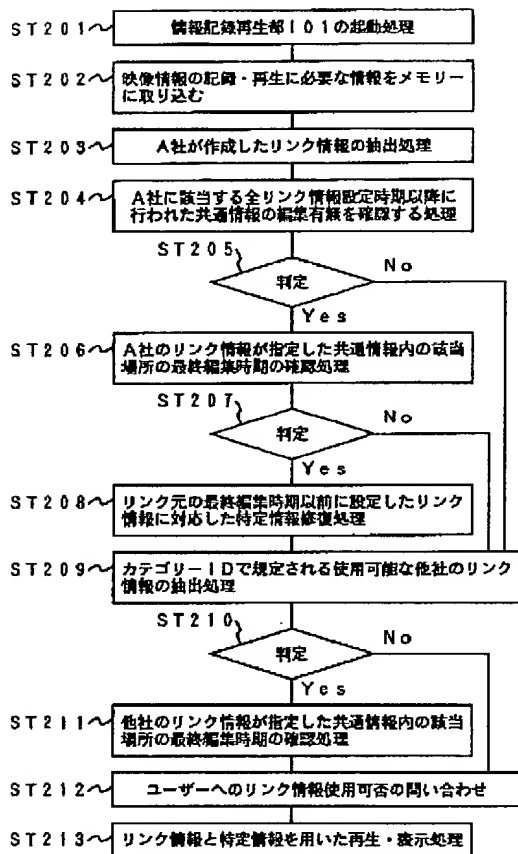 ST201 情報記録再生部101の起動処理
ST202 映像情報の記録・再生に必要な情報をメモリー
に取り込む
ST203 A社が作成したリンク情報の抽出処理
ST204 A社に該当する全リンク情報設定時期以降に
行われた共通情報の編集有無を確認する処理
ST205 判定 No
Yes
ST206 A社のリンク情報が指定した共通情報内の該当
場所の最終編集時期の確認処理
ST207 判定 No
Yes
ST208 リンク元の最終編集時期以前に設定したリンク
情報に対応した特定情報修復処理
ST209 カテゴリーIDで規定される使用可能な他社のリンク
情報の抽出処理
ST210 判定 No
Yes
ST211 他社のリンク情報が指定した共通情報内の該当
場所の最終編集時期の確認処理
ST212 ユーザーへのリンク情報使用可否の問い合わせ
ST213 リンク情報と特定情報を用いた再生・表示処理